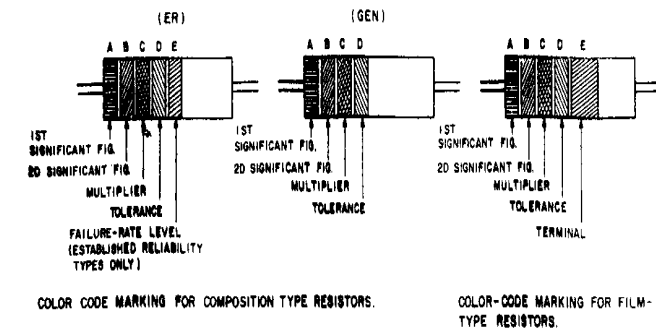 (ER)
A B C D E
1ST
SIGNIFICANT FIG.
2D SIGNIFICANT FIG.
MULTIPLIER
TOLERANCE
FAILURE-RATE LEVEL
(ESTABLISHED RELIABILITY
TYPES ONLY)
(GEN)
A B C D
1ST
SIGNIFICANT FIG.
2D SIGNIFICANT FIG.
MULTIPLIER
TOLERANCE
A B C D E
1ST
SIGNIFICANT FIG.
2D SIGNIFICANT FIG.
MULTIPLIER
TOLERANCE
TERMINAL
COLOR CODE MARKING FOR COMPOSITION TYPE RESISTORS.
COLOR-CODE MARKING FOR FILM-
TYPE RESISTORS.